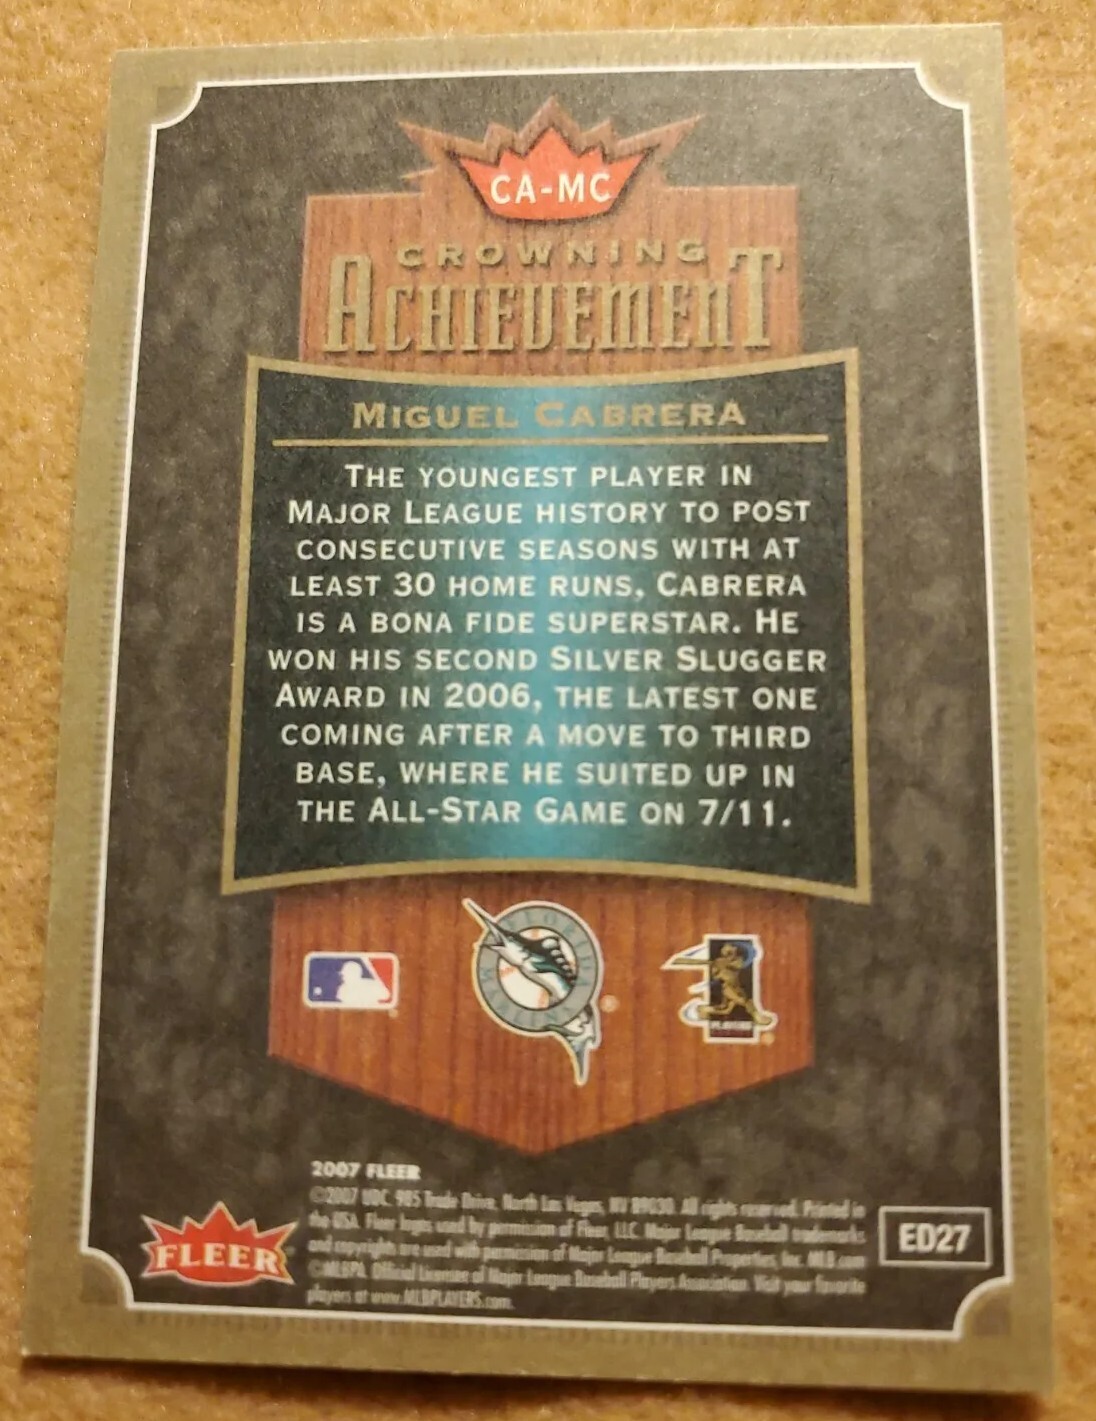 CA-MC
CROWNING
ACHIEVEMENT
MIGUEL CABRERA
THE YOUNGEST PLAYER IN
MAJOR LEAGUE HISTORY TO POST
CONSECUTIVE SEASONS WITH AT
LEAST 30 HOME RUNS, CABRERA
IS A BONA FIDE SUPERSTAR. HE
WON HIS SECOND SILVER SLUGGER
AWARD IN 2006, THE LATEST ONE
COMING AFTER A MOVE TO THIRD
BASE, WHERE HE SUITED UP IN
THE ALL-STAR GAME ON 7/11.
FLORIDA
MARLINS
PLAYERS
2007 FLEER
©2007 UDC. 985 Trade Drive, North Las Vegas, NV 89030. All rights reserved. Printed in
the USA. Fleer logos used by permission of Fleer, LLC. Major League Baseball trademarks
and copyrights are used with permission of Major League Baseball Properties, Inc. MLB.com
©MLBPA Official Licensee of Major League Baseball Players Association. Visit your favorite
players at www.MLBPLAYERS.com.
FLEER
ED27